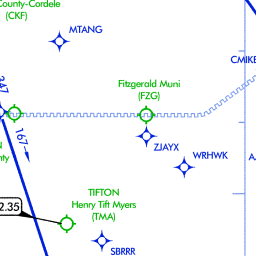 County-Cordele
(CKF)
MTANG
CMIKE
347
Fitzgerald Muni
(FZG)
167
ZJAYX
WRHWK
N
nty
A
2.35
TIFTON
Henry Tift Myers
(TMA)
SBRRR